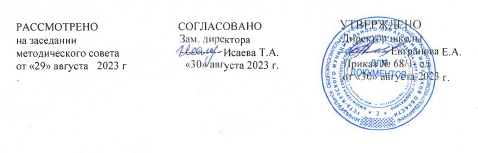 РАССМОТРЕНО
на заседании
методического совета
от «29» августа 2023 г
.
СОГЛАСОВАНО
Зам. директора
Исаева Т.А.
«30» августа 2023 г.
УТВЕРЖДЕНО
Директор школы
Евгранова Е.А.
Приказ № 68/1 од
от «30» августа 2023 г.
ДЛЯ
ДОКУМЕНТОВ